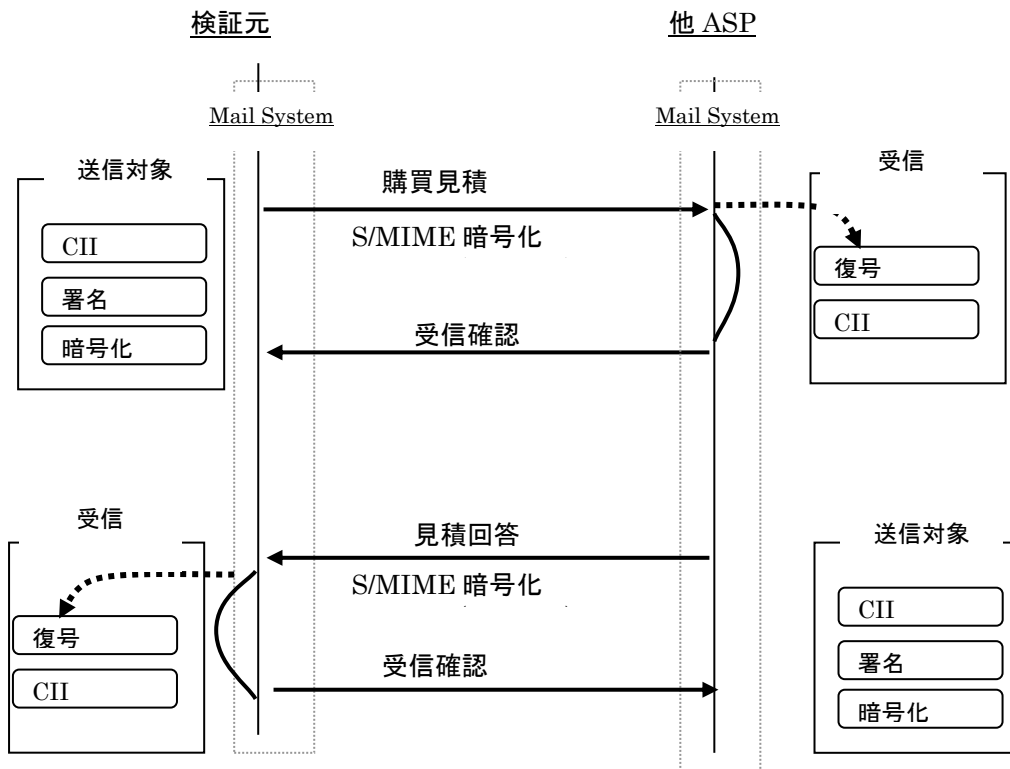 検証元
他 ASP
Mail System
Mail System
送信対象
CII
署名
暗号化
購買見積
S/MIME 暗号化
受信確認
受信
復号
CII
受信
復号
CII
見積回答
S/MIME 暗号化
受信確認
送信対象
CII
署名
暗号化